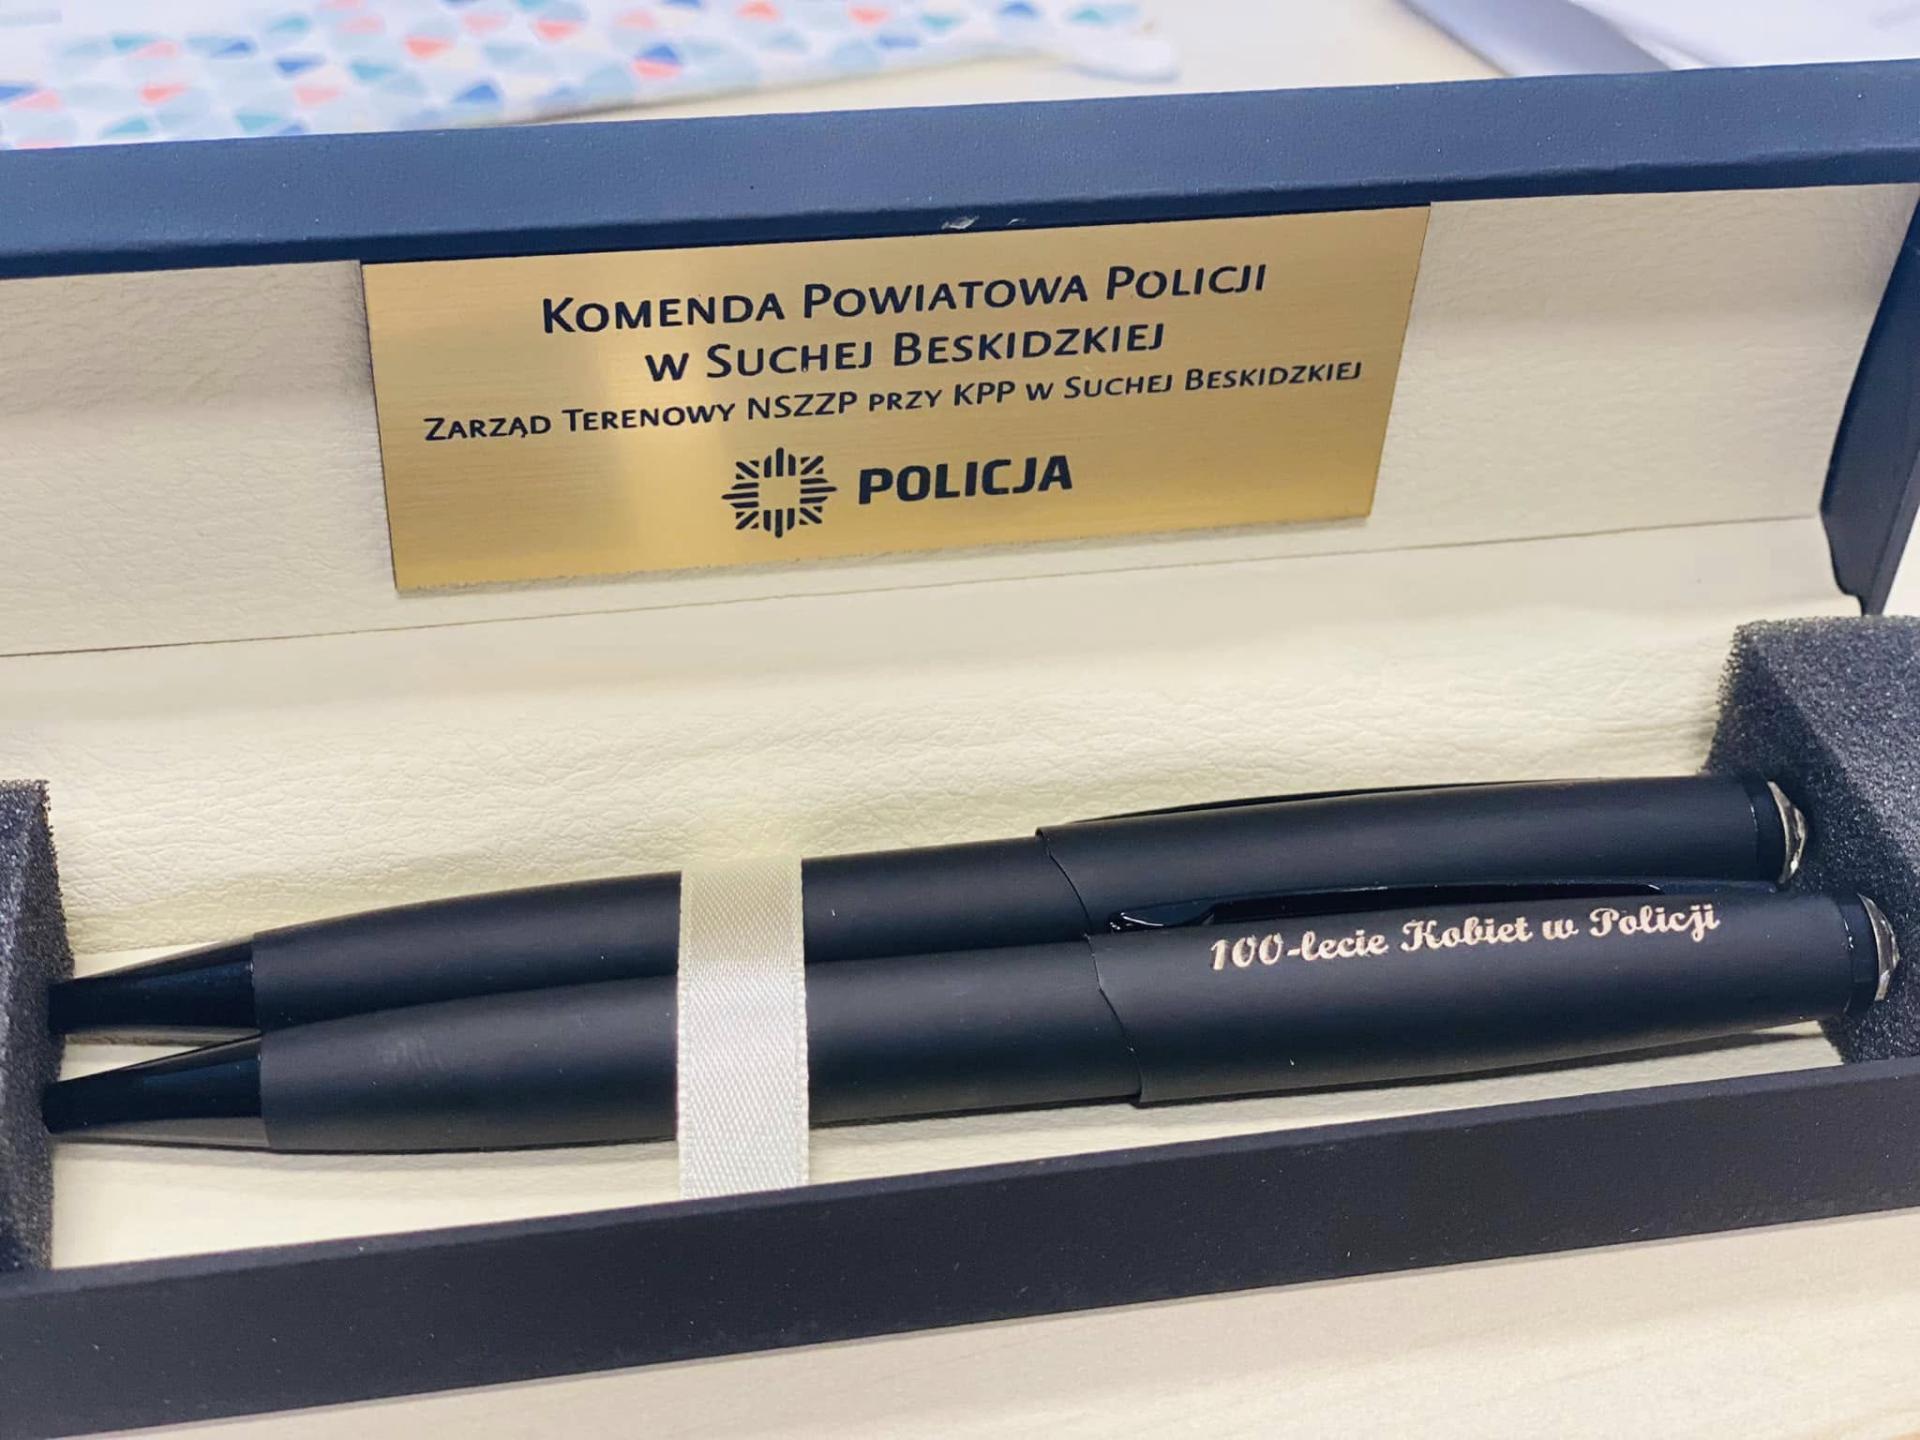 Komenda Powiatowa Policji
w Suchej Beskidzkiej
Zarząd Terenowy NSZZP przy KPP w Suchej Beskidzkiej
POLICJA
100-lecie Kobiet w Policji